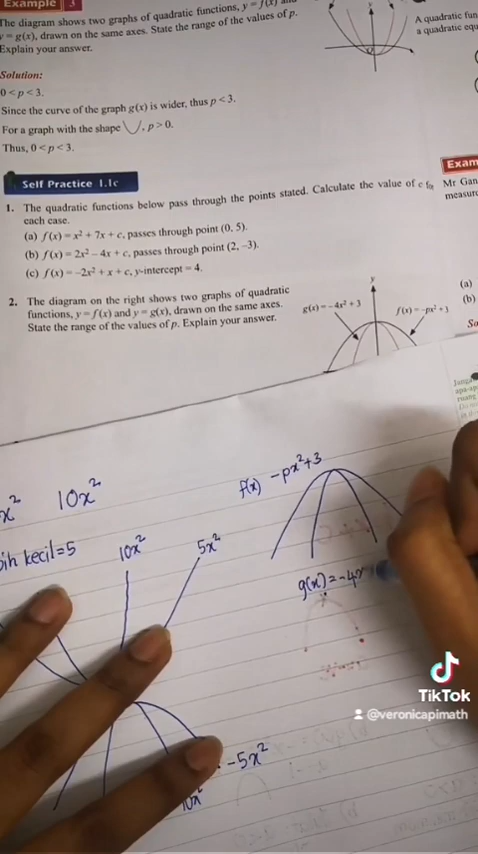 Example 3
The diagram shows two graphs of quadratic functions, y = f(x) and
y = g(x), drawn on the same axes. State the range of the values of p.
Explain your answer.
A quadratic fun
a quadratic equ
Solution:
0 < p < 3.
Since the curve of the graph g(x) is wider, thus p < 3.
For a graph with the shape , p > 0.
Thus, 0 < p < 3.
Self Practice 1.1c
Exam
Mr Gan
measure
1. The quadratic functions below pass through the points stated. Calculate the value of c for
each case.
(a) f(x) = x² + 7x + c, passes through point (0, 5).
(b) f(x) = 2x² – 4x + c, passes through point (2, –3).
(c) f(x) = –2x² + x + c, y-intercept = 4.
2. The diagram on the right shows two graphs of quadratic
functions, y = f(x) and y = g(x), drawn on the same axes.
State the range of the values of p. Explain your answer.
y
g(x) = –4x² + 3
f(x) = –px² + 3
(a)
(b)
So
x² 10x²
kecil = 5
10x²
5x²
f(x) -px²+3
g(x) = -4x
-5x²
10x²
TikTok
@veronicapimath